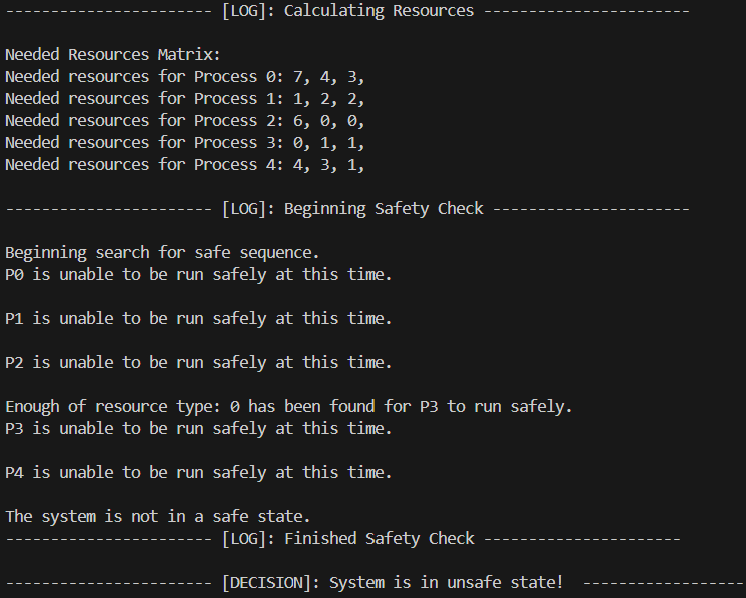 ----------------------- [LOG]: Calculating Resources -----------------------
Needed Resources Matrix:
Needed resources for Process 0: 7, 4, 3,
Needed resources for Process 1: 1, 2, 2,
Needed resources for Process 2: 6, 0, 0,
Needed resources for Process 3: 0, 1, 1,
Needed resources for Process 4: 4, 3, 1,
----------------------- [LOG]: Beginning Safety Check ----------------------
Beginning search for safe sequence.
P0 is unable to be run safely at this time.
P1 is unable to be run safely at this time.
P2 is unable to be run safely at this time.
Enough of resource type: 0 has been found for P3 to run safely.
P3 is unable to be run safely at this time.
P4 is unable to be run safely at this time.
The system is not in a safe state.
----------------------- [LOG]: Finished Safety Check ----------------------
----------------------- [DECISION]: System is in unsafe state!  ------------------